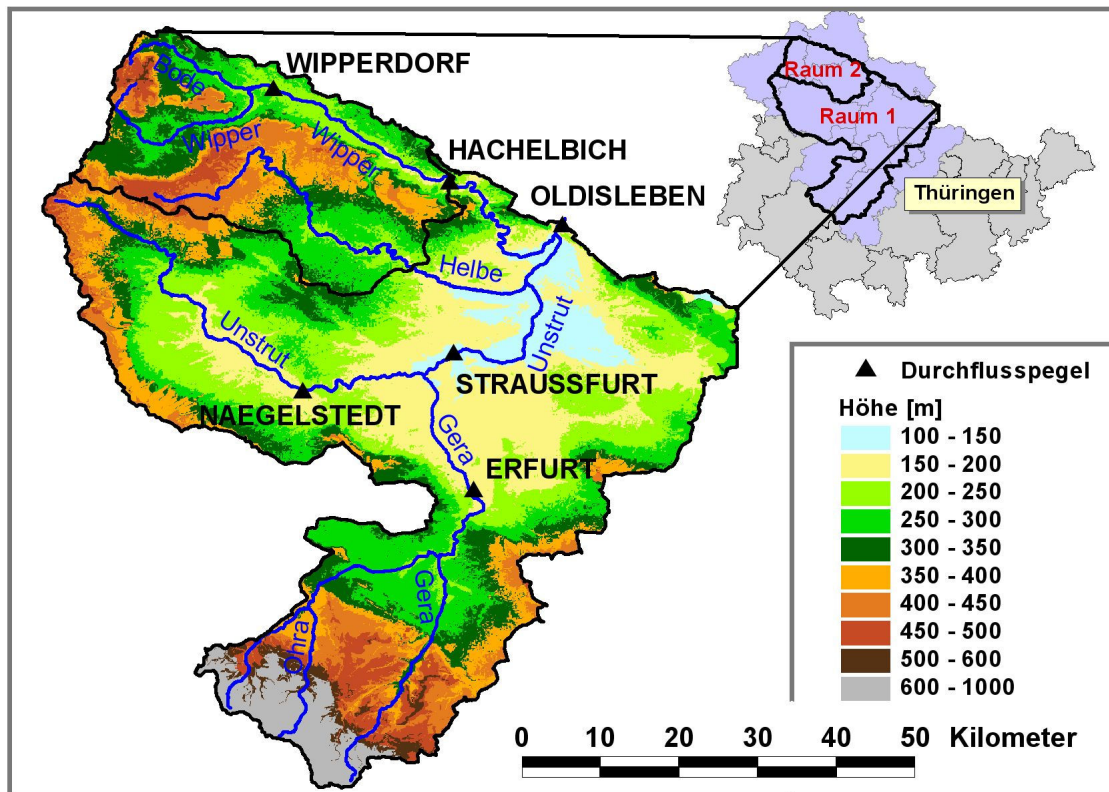 WIPPERDORF
Bode
Wipper
Wipper
HACHELBICH
OLDISLEBEN
Helbe
Unstrut
Unstrut
STRAUSSFURT
NAEGELSTEDT
Gera
ERFURT
Gera
Ohra
Raum 2
Raum 1
Thüringen
Durchflusspegel
Höhe [m]
100 - 150
150 - 200
200 - 250
250 - 300
300 - 350
350 - 400
400 - 450
450 - 500
500 - 600
600 - 1000
0 10 20 30 40 50 Kilometer